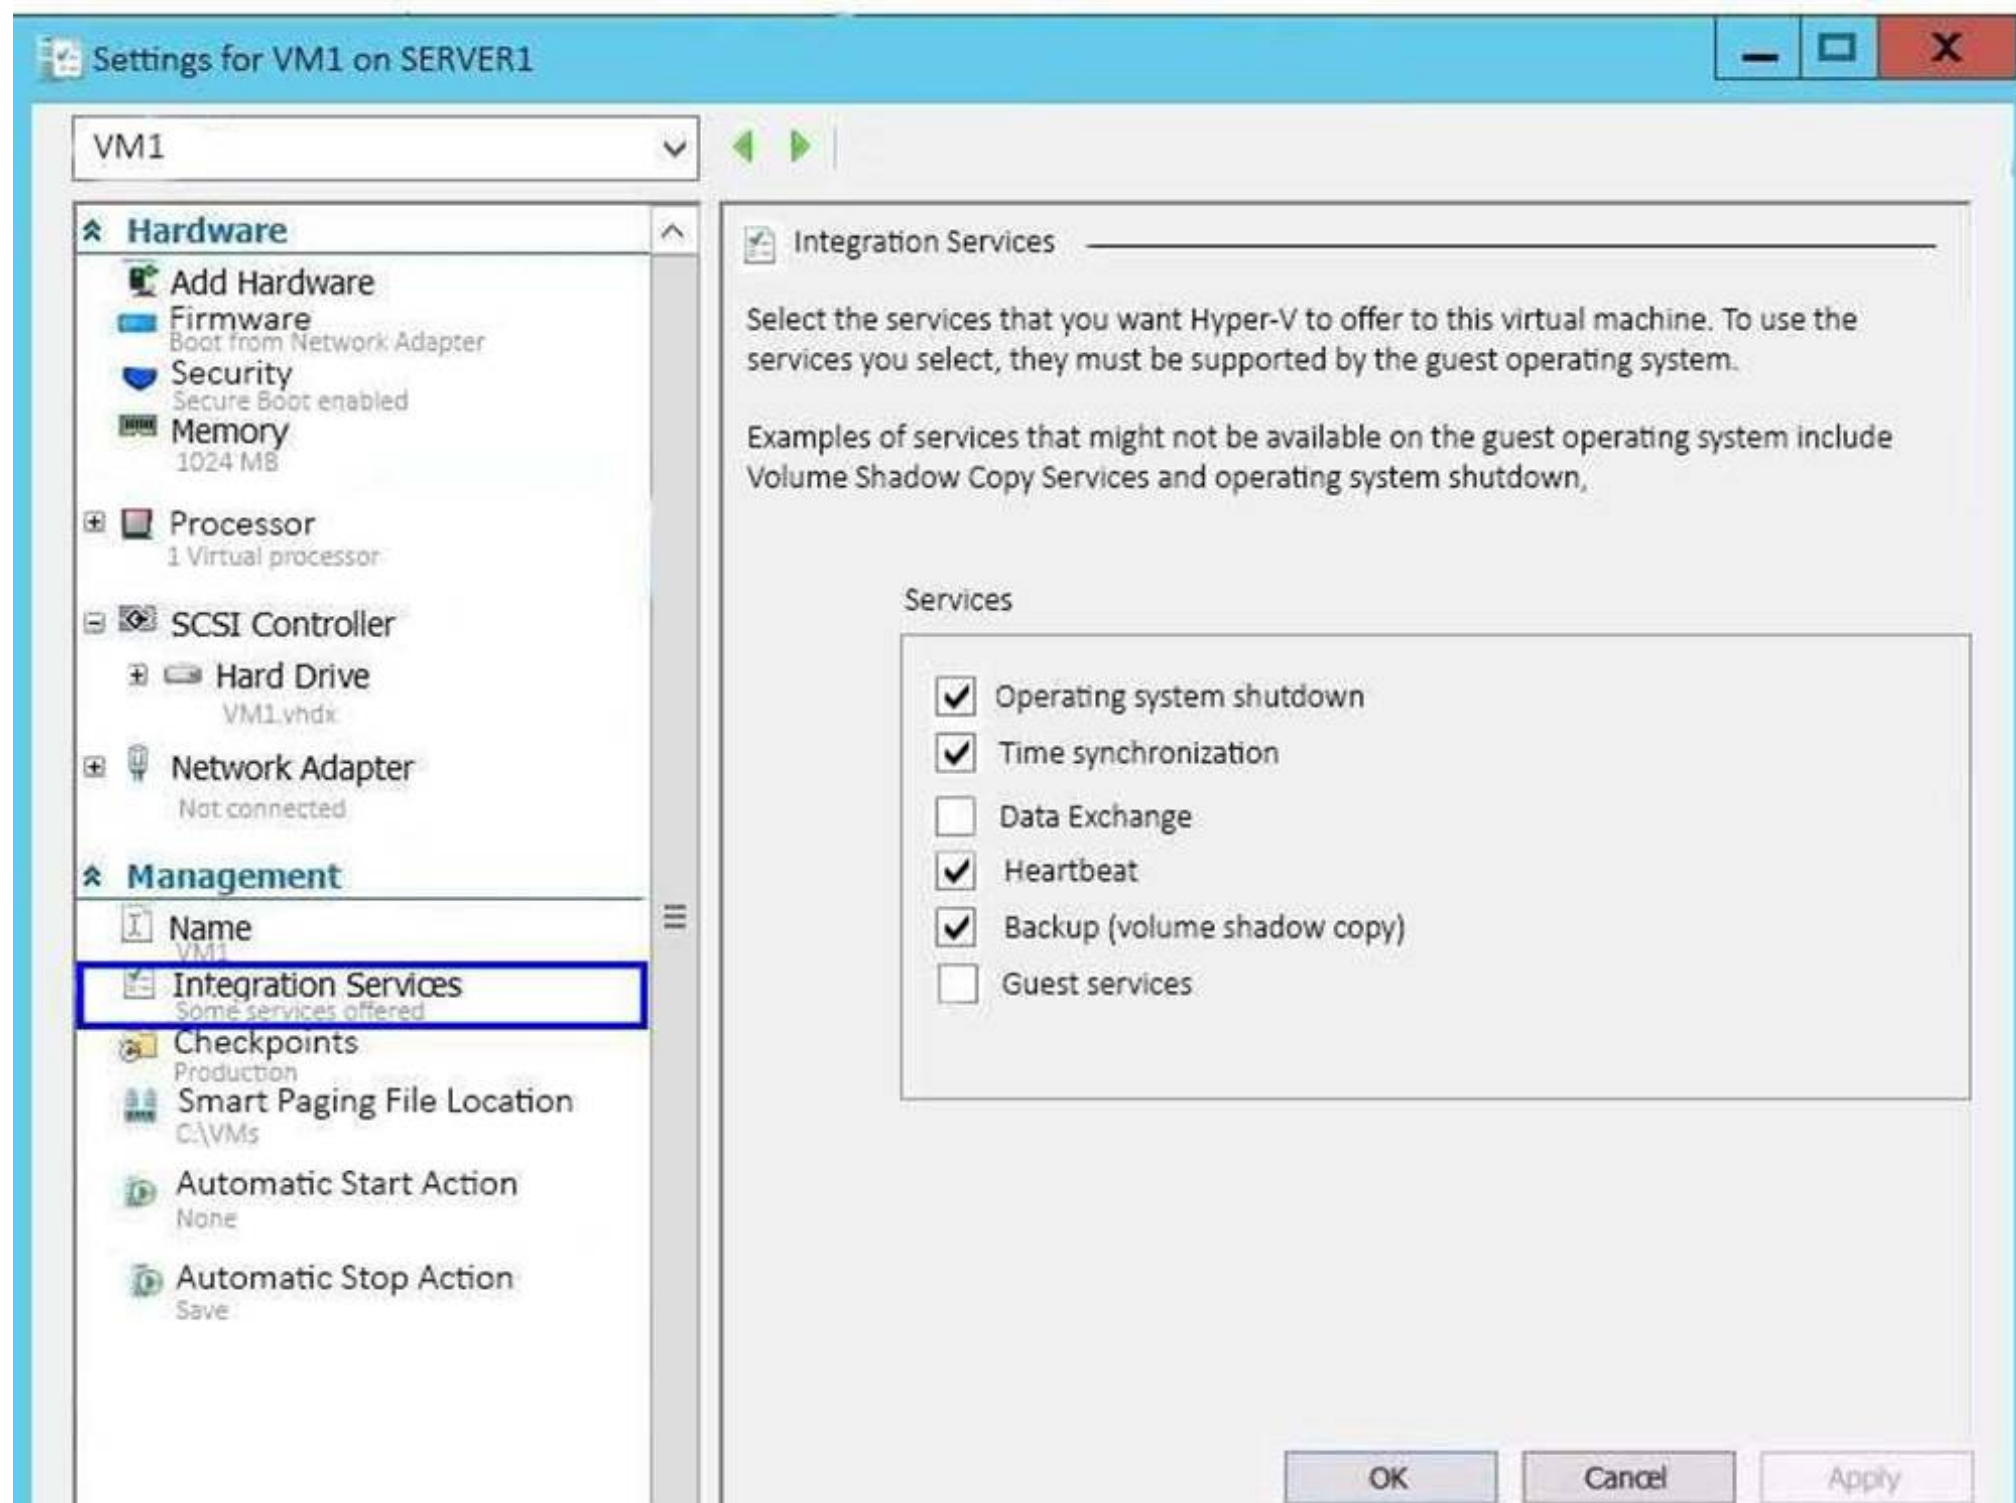 Settings for VM1 on SERVER1
X
VM1
Hardware
Add Hardware
Firmware
Boot from Network Adapter
Security
Secure Boot enabled
Memory
1024 MB
Processor
1 Virtual processor
SCSI Controller
Hard Drive
VM1.vhdx
Network Adapter
Not connected
Management
Name
VM1
Integration Services
Some services offered
Checkpoints
Production
Smart Paging File Location
C:\VMs
Automatic Start Action
None
Automatic Stop Action
Save
Integration Services
Select the services that you want Hyper-V to offer to this virtual machine. To use the
services you select, they must be supported by the guest operating system.
Examples of services that might not be available on the guest operating system include
Volume Shadow Copy Services and operating system shutdown,
Services
Operating system shutdown
Time synchronization
Data Exchange
Heartbeat
Backup (volume shadow copy)
Guest services
OK
Cancel
Apply